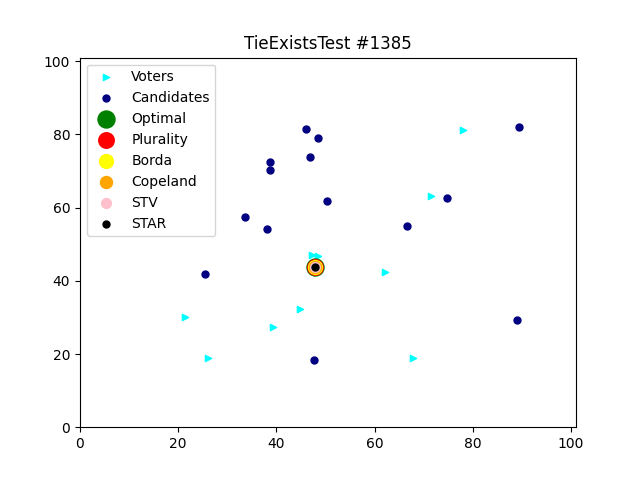 TieExistsTest #1385
Voters
Candidates
Optimal
Plurality
Borda
Copeland
STV
STAR
100
80
60
40
20
0
0 20 40 60 80 100